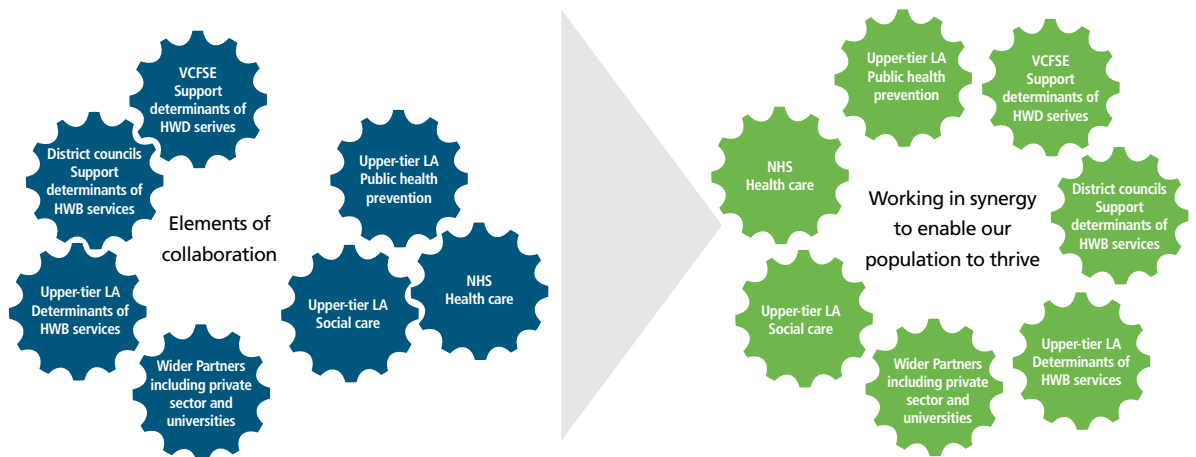 VCFSE
Support
determinants of
HWD serives
District councils
Support
determinants of
HWB services
Upper-tier LA
Determinants of
HWB services
Wider Partners
including private
sector and
universities
Elements of
collaboration
Upper-tier LA
Public health
prevention
Upper-tier LA
Social care
NHS
Health care
Upper-tier LA
Public health
prevention
VCFSE
Support
determinants of
HWD serives
NHS
Health care
Working in synergy
to enable our
population to thrive
District councils
Support
determinants of
HWB services
Upper-tier LA
Social care
Wider Partners
including private
sector and
universities
Upper-tier LA
Determinants of
HWB services